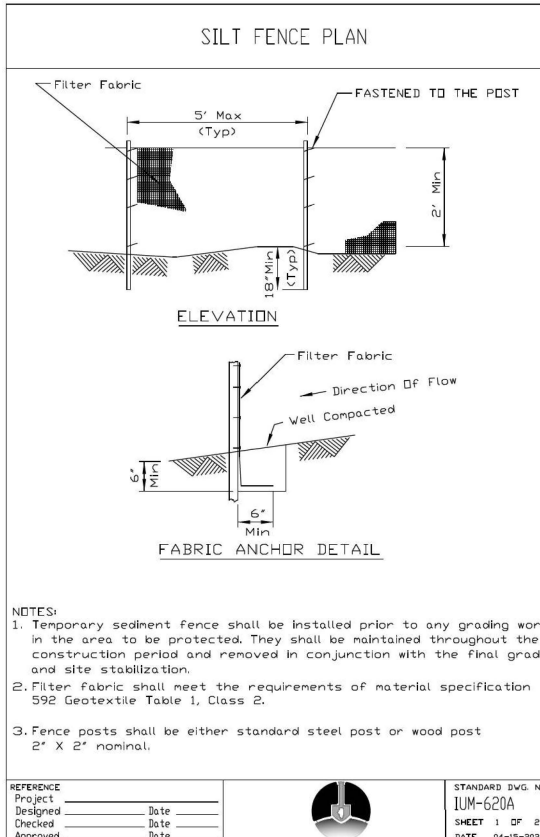 SILT FENCE PLAN
Filter Fabric
FASTENED TO THE POST
5' Max
(Typ)
2' Min
18"Min
(Typ)
ELEVATION
Filter Fabric
Direction Of Flow
Well Compacted
6"
Min
6"
Min
FABRIC ANCHOR DETAIL
NOTES:
1. Temporary sediment fence shall be installed prior to any grading wor
in the area to be protected. They shall be maintained throughout the
construction period and removed in conjunction with the final grad
and site stabilization.
2. Filter fabric shall meet the requirements of material specification
592 Geotextile Table 1, Class 2.
3. Fence posts shall be either standard steel post or wood post
2" X 2" nominal.
REFERENCE
Project
Designed Date
Checked Date
Approved Date
STANDARD DWG. N
IUM-620A
SHEET 1 OF 2
DATE